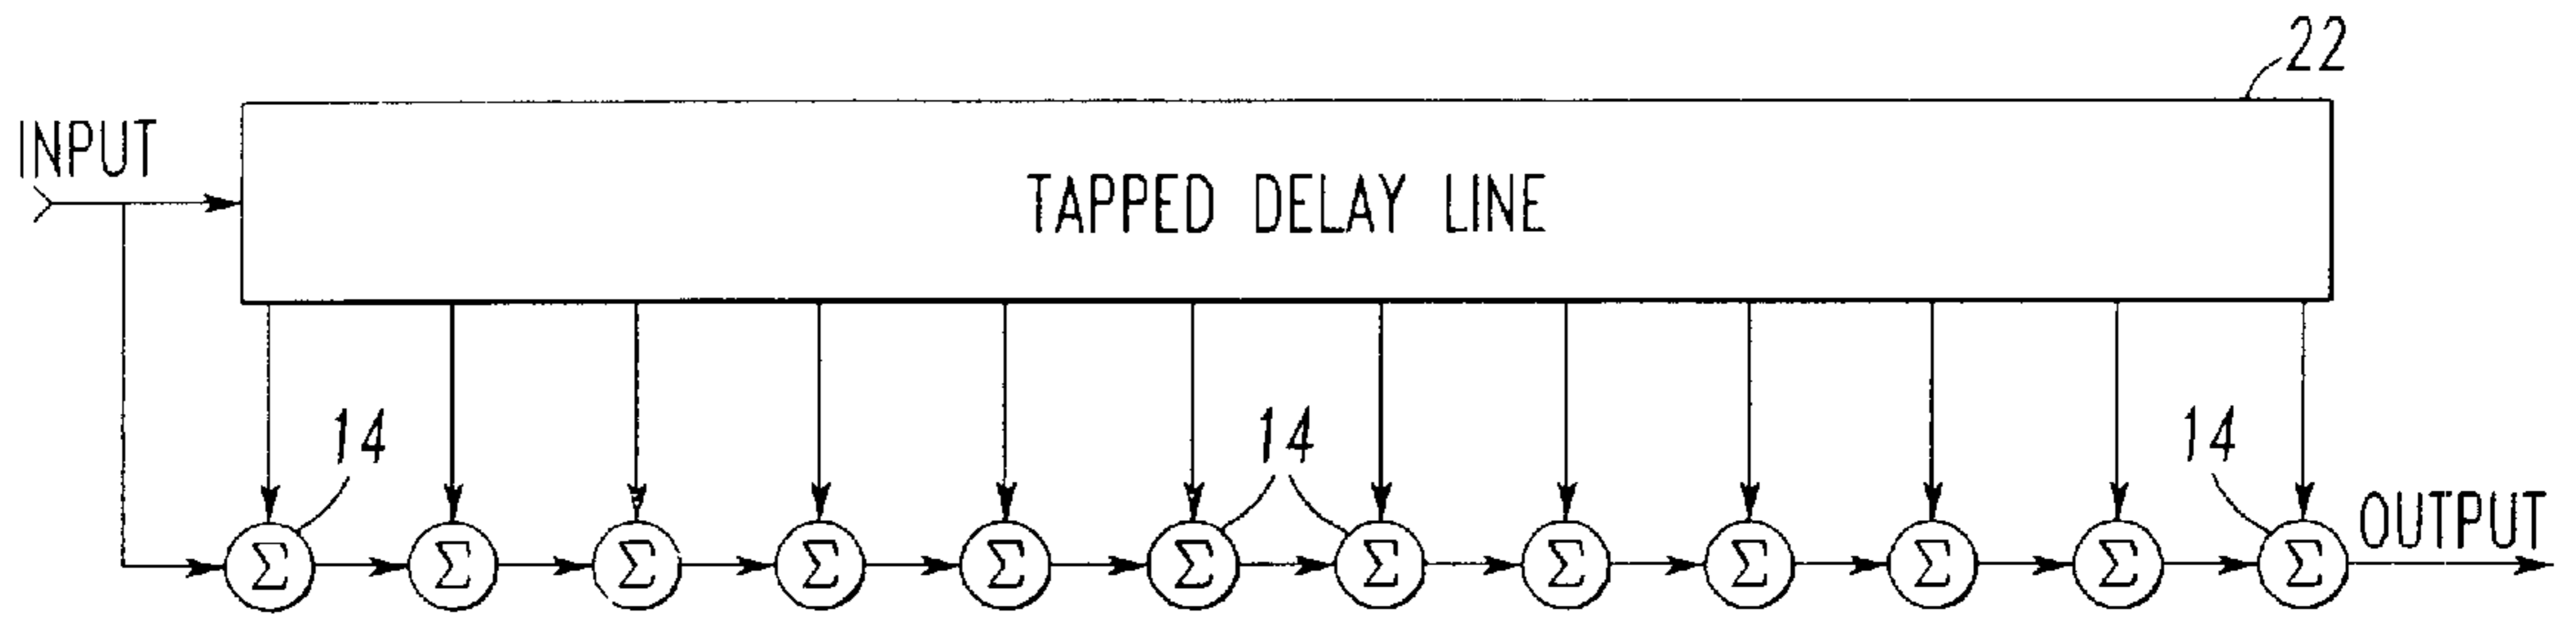 22
INPUT
TAPPED DELAY LINE
14 14 14
OUTPUT
Σ Σ Σ Σ Σ Σ Σ Σ Σ Σ Σ Σ